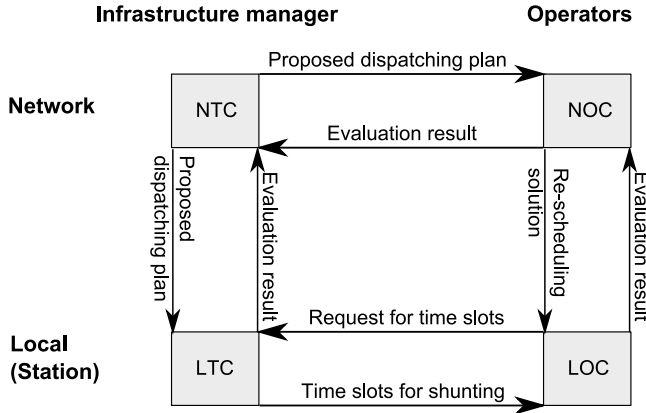 Infrastructure manager
Operators
Proposed dispatching plan
Network
NTC
NOC
Evaluation result
Proposed
dispatching plan
Evaluation result
Re-scheduling
solution
Evaluation result
Request for time slots
Local
(Station)
LTC
LOC
Time slots for shunting